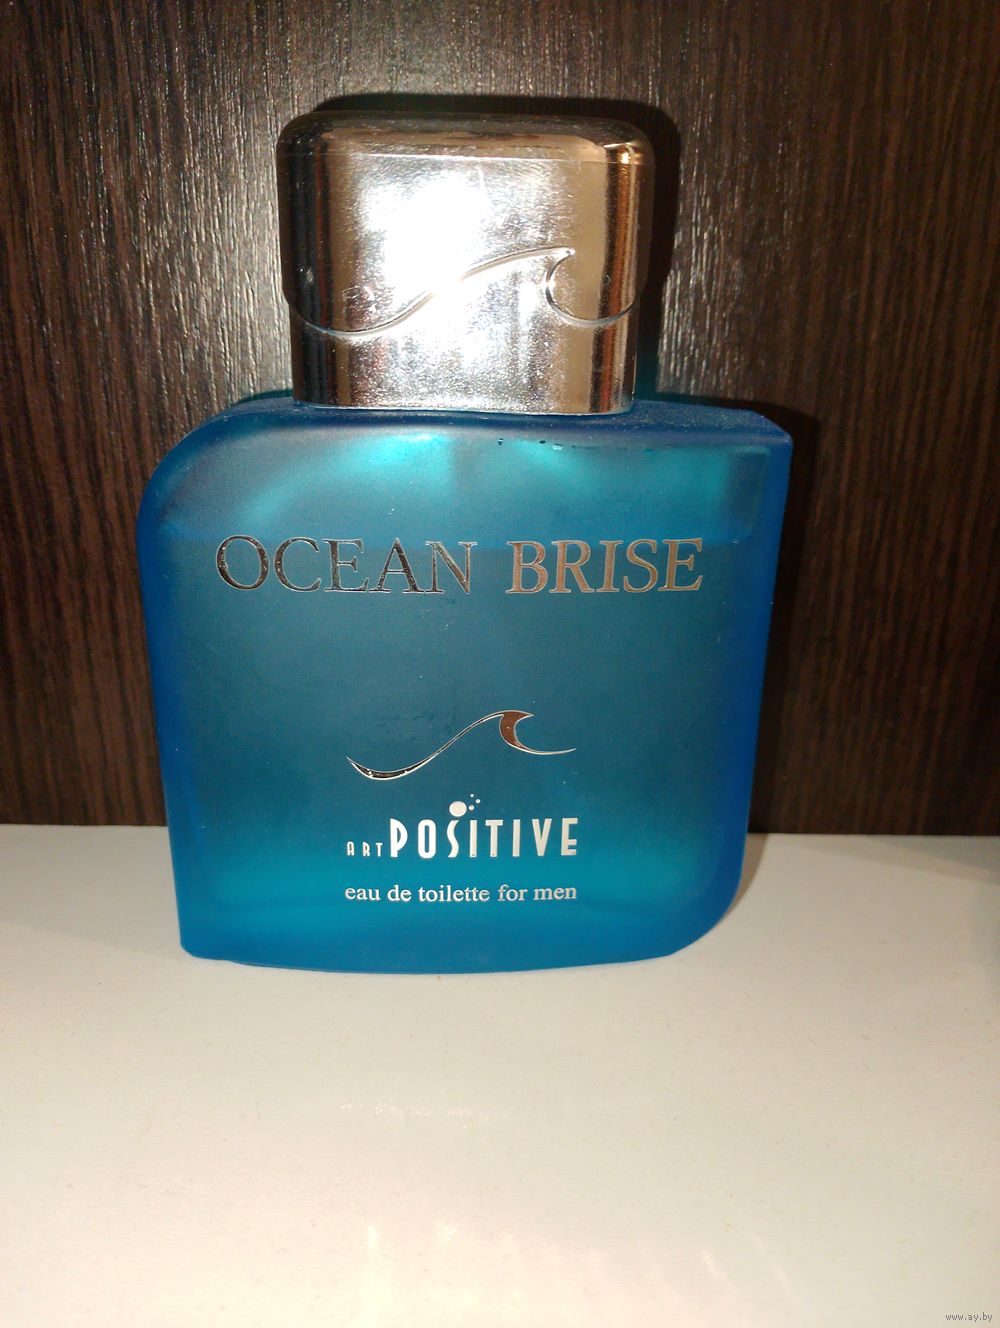 OCEAN BRISE
ART POSITIVE
eau de toilette for men
www.ay.by